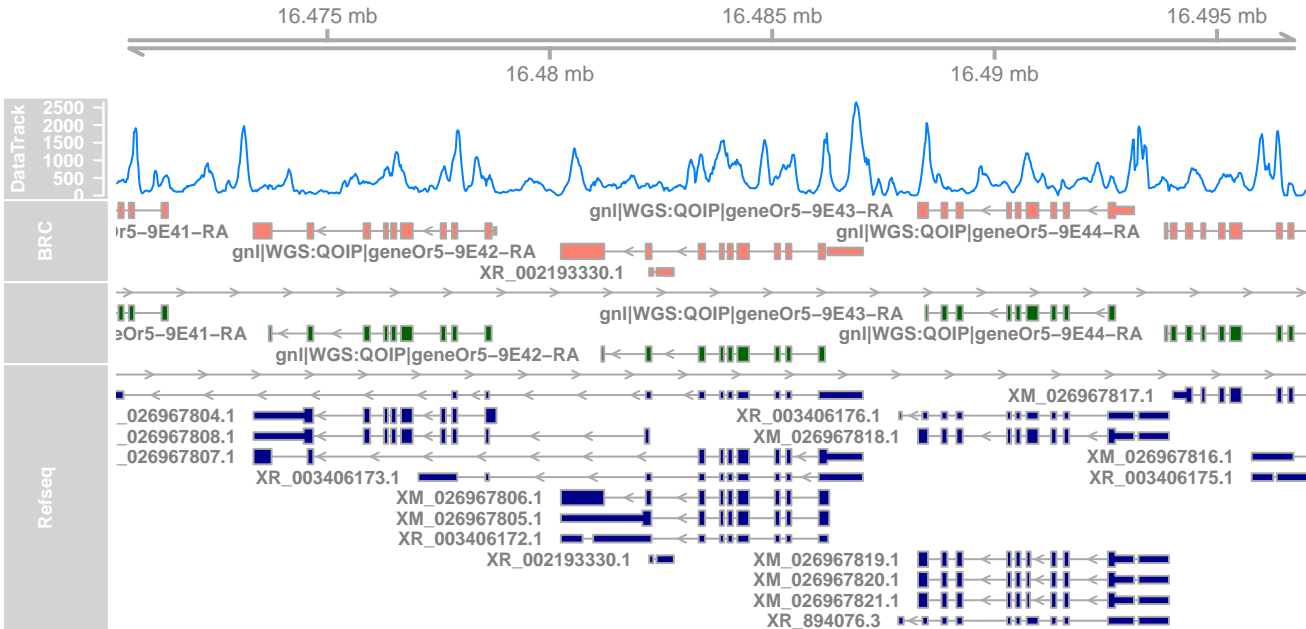 16.475 mb 16.485 mb 16.495 mb
16.48 mb 16.49 mb
DataTrack
2500
2000
1500
1000
500
0
BRC
gnl|WGS:QOIP|geneOr5−9E43−RA
r5−9E41−RA
gnl|WGS:QOIP|geneOr5−9E44−RA
gnl|WGS:QOIP|geneOr5−9E42−RA
XR_002193330.1
gnl|WGS:QOIP|geneOr5−9E43−RA
eOr5−9E41−RA
gnl|WGS:QOIP|geneOr5−9E44−RA
gnl|WGS:QOIP|geneOr5−9E42−RA
Refseq
XM_026967817.1
_026967804.1
XR_003406176.1
_026967808.1
XM_026967818.1
_026967807.1
XM_026967816.1
XR_003406173.1
XR_003406175.1
XM_026967806.1
XM_026967805.1
XR_003406172.1
XR_002193330.1
XM_026967819.1
XM_026967820.1
XM_026967821.1
XR_894076.3